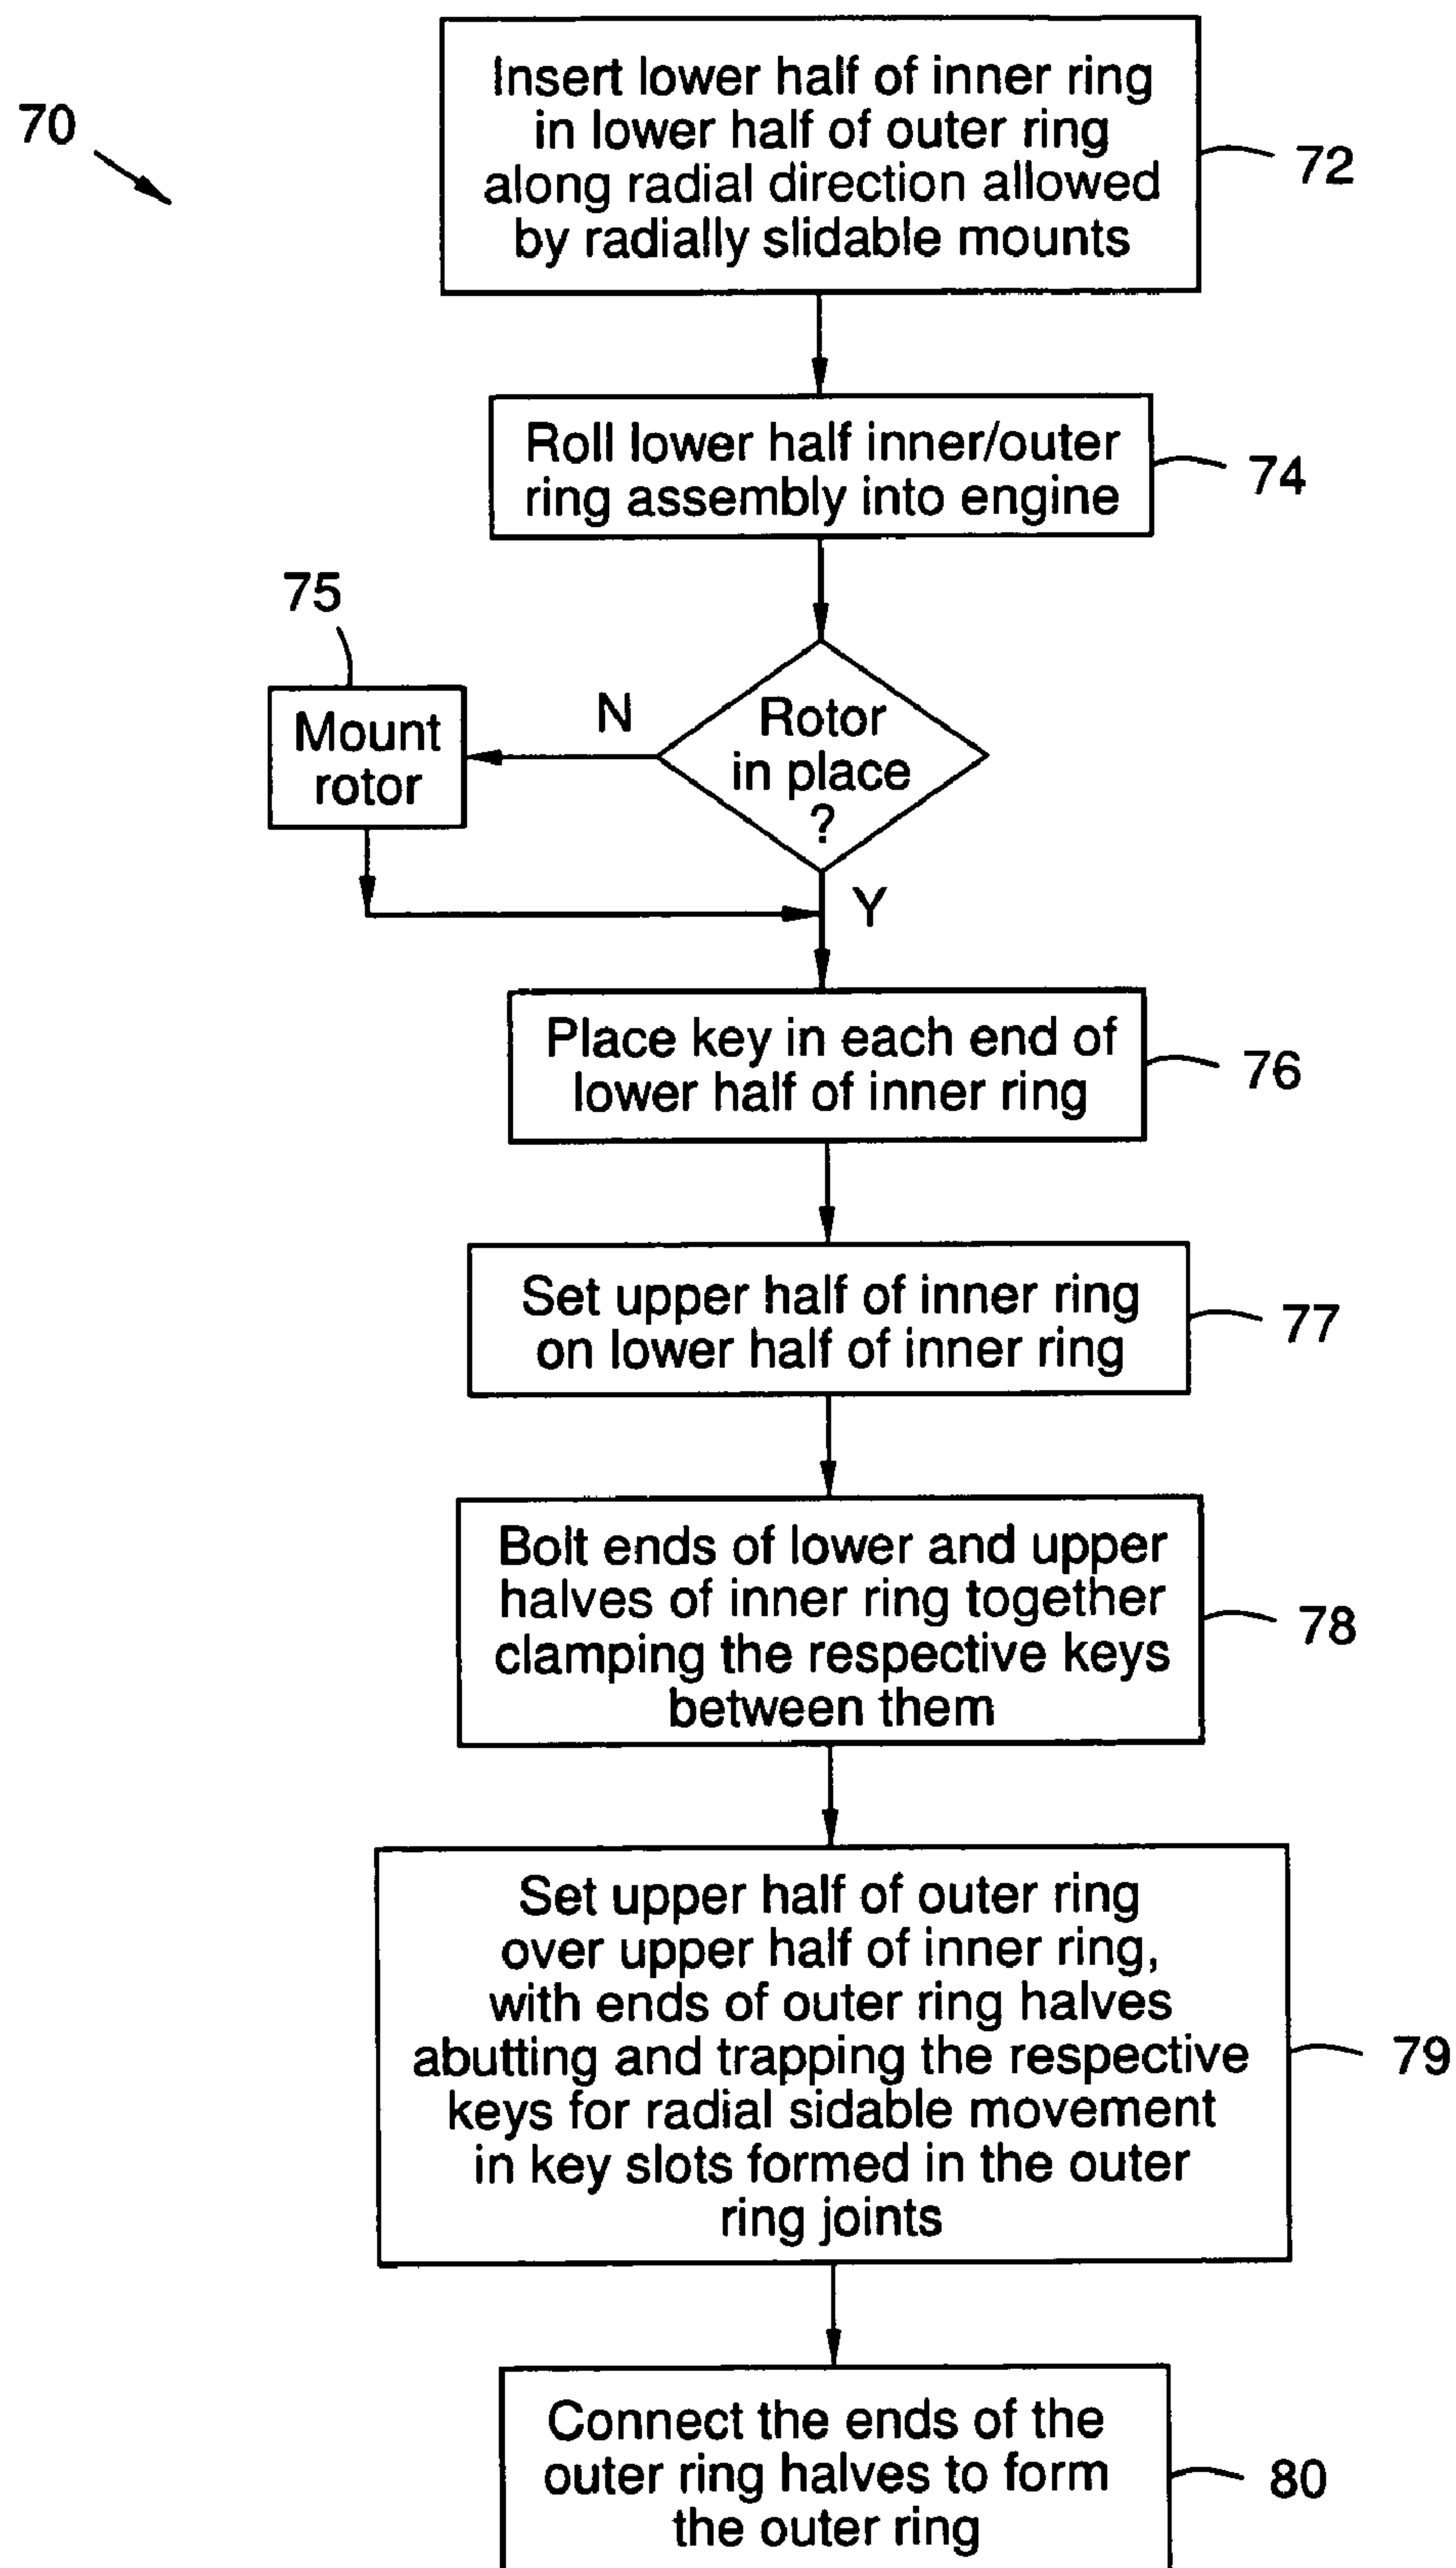 70
Insert lower half of inner ring
in lower half of outer ring
along radial direction allowed
by radially slidable mounts
72
Roll lower half inner/outer
ring assembly into engine
74
75
Mount
rotor
N
Rotor
in place
?
Y
Place key in each end of
lower half of inner ring
76
Set upper half of inner ring
on lower half of inner ring
77
Bolt ends of lower and upper
halves of inner ring together
clamping the respective keys
between them
78
Set upper half of outer ring
over upper half of inner ring,
with ends of outer ring halves
abutting and trapping the respective
keys for radial sidable movement
in key slots formed in the outer
ring joints
79
Connect the ends of the
outer ring halves to form
the outer ring
80